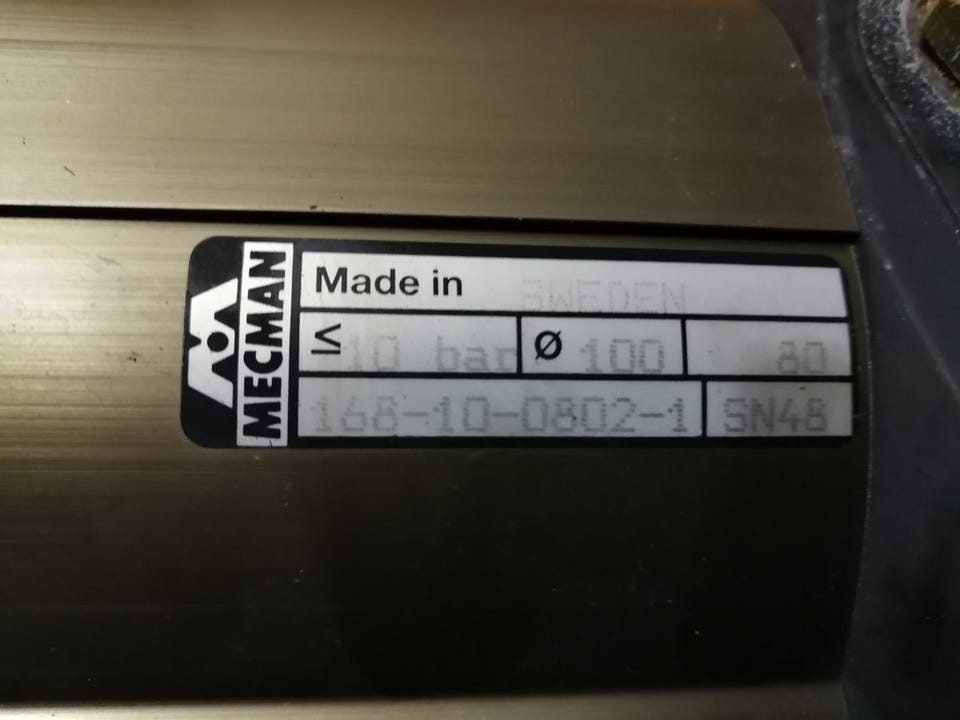 MECMAN
Made in SWEDEN
≤ 10 bar Ø 100 80
168-10-0802-1 SN48